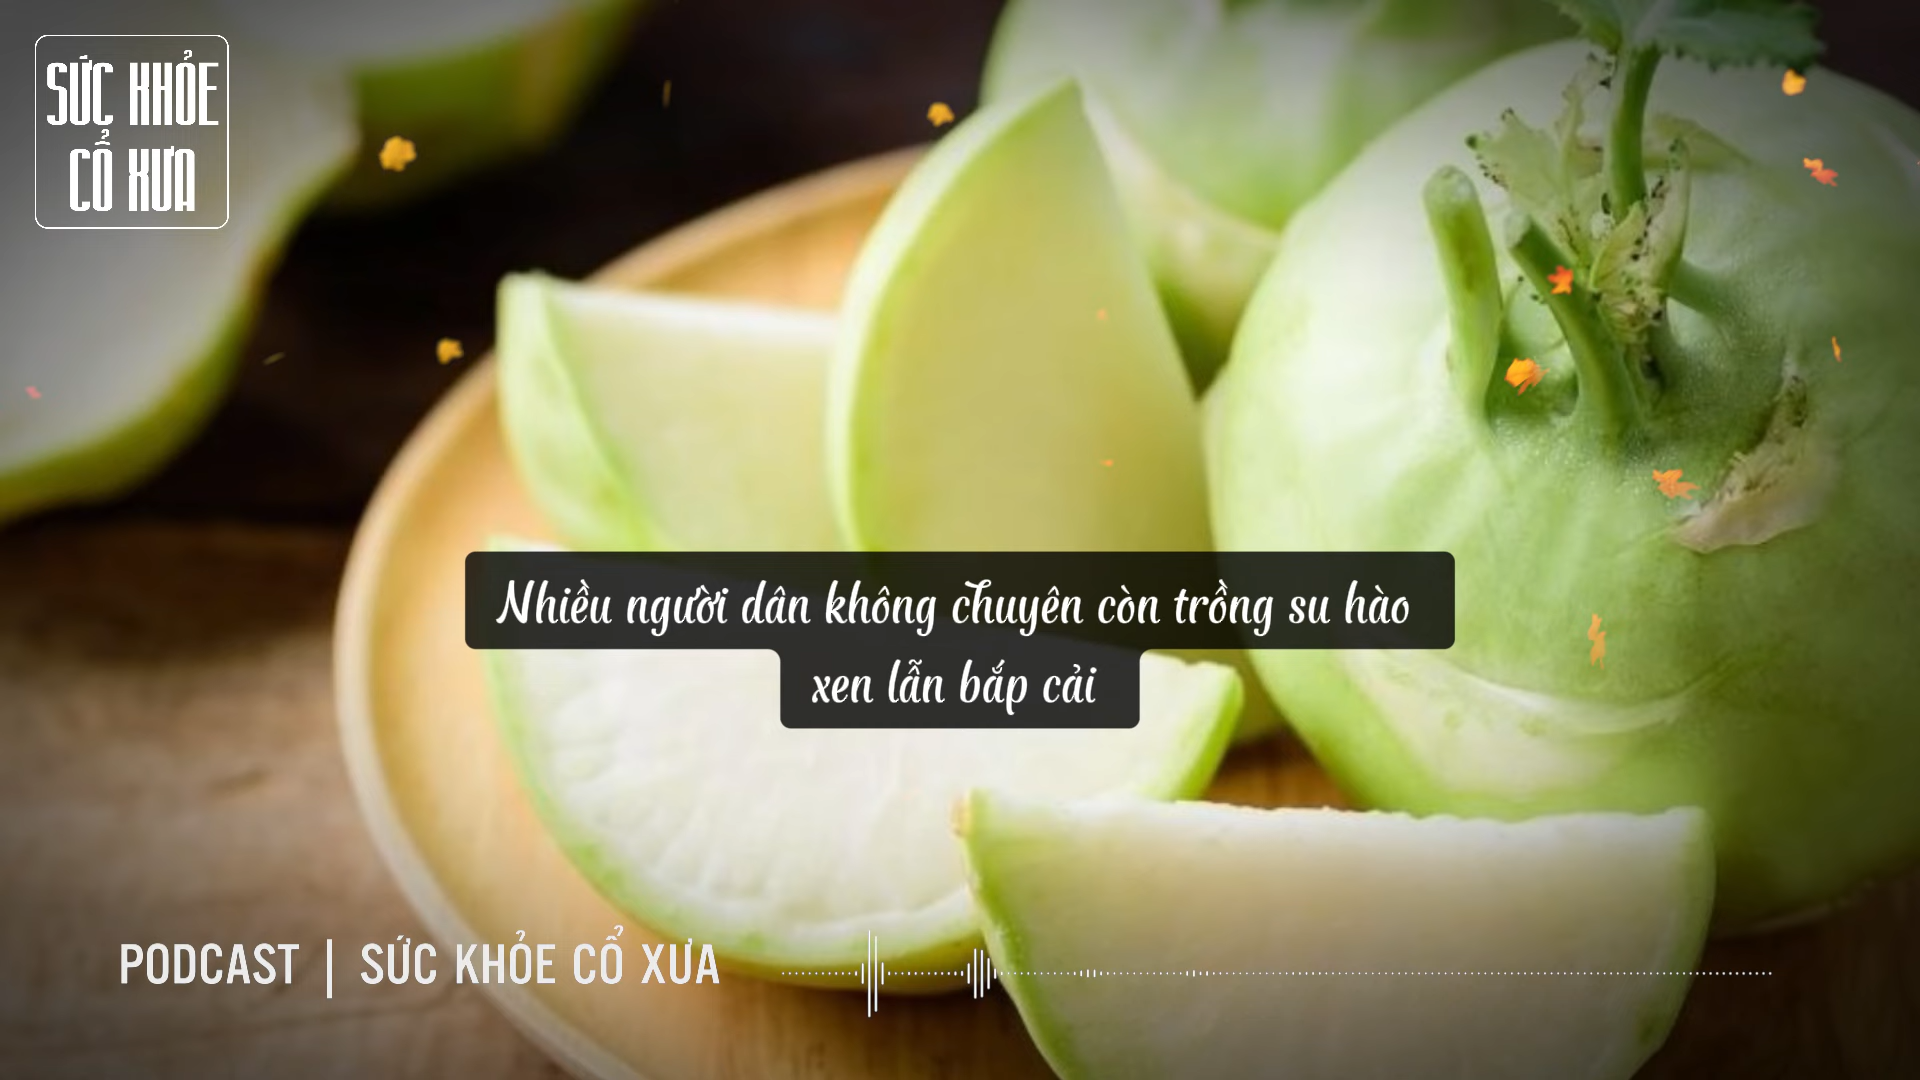 SỨC KHỎE
CỔ XƯA
Nhiều người dân không chuyên còn trồng su hào
xen lẫn bắp cải
PODCAST | SỨC KHỎE CỔ XƯA